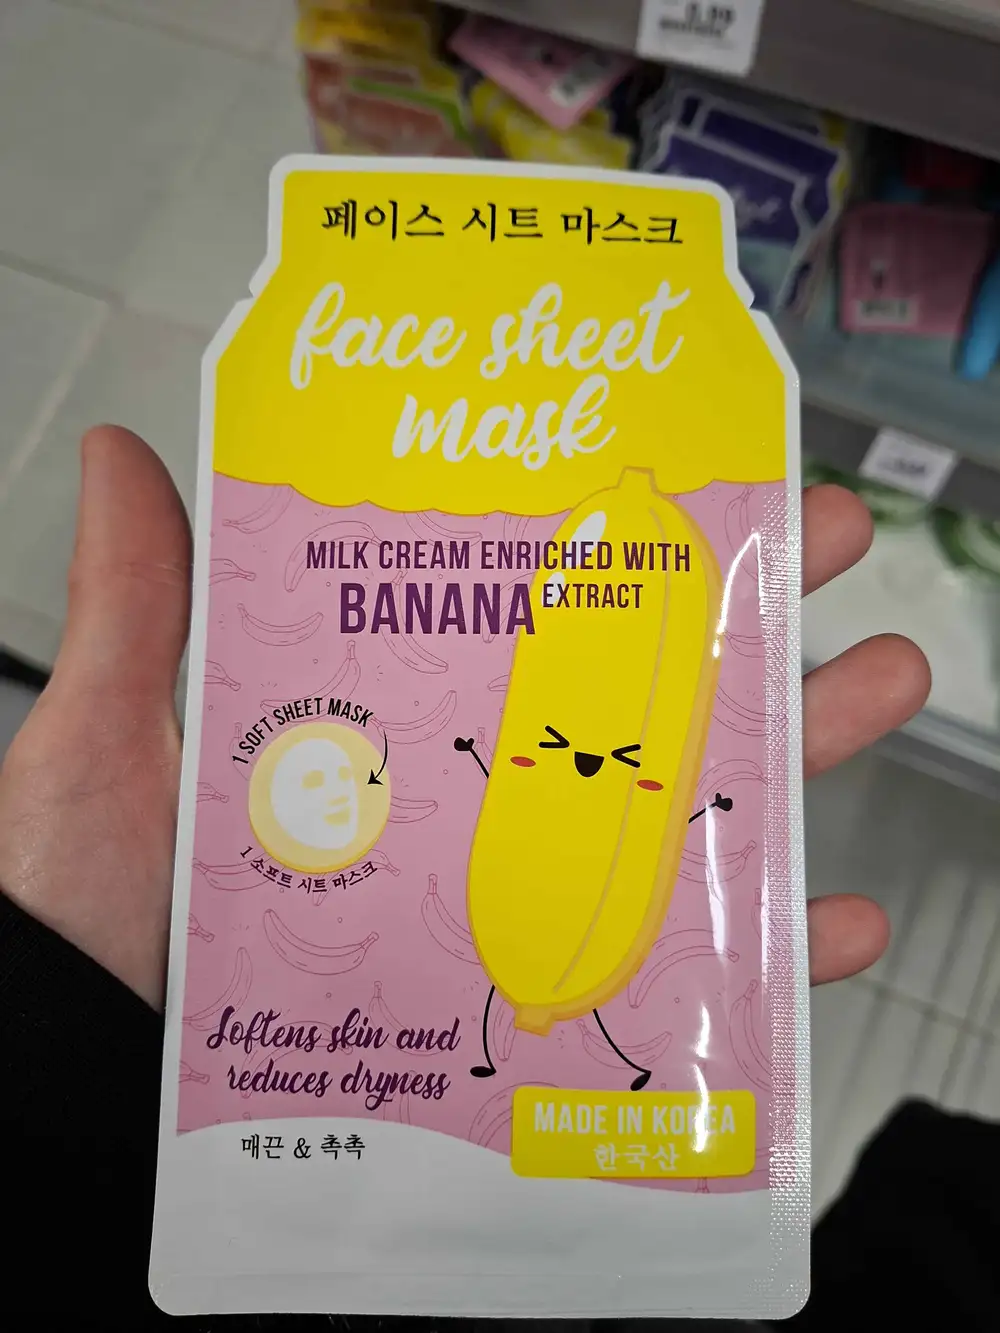 페이스 시트 마스크
face sheet
mask
MILK CREAM ENRICHED WITH
BANANA EXTRACT
1 SOFT SHEET MASK
1 소프트 시트 마스크
Softens skin and
reduces dryness
매끈 & 촉촉
MADE IN KOREA
한국산